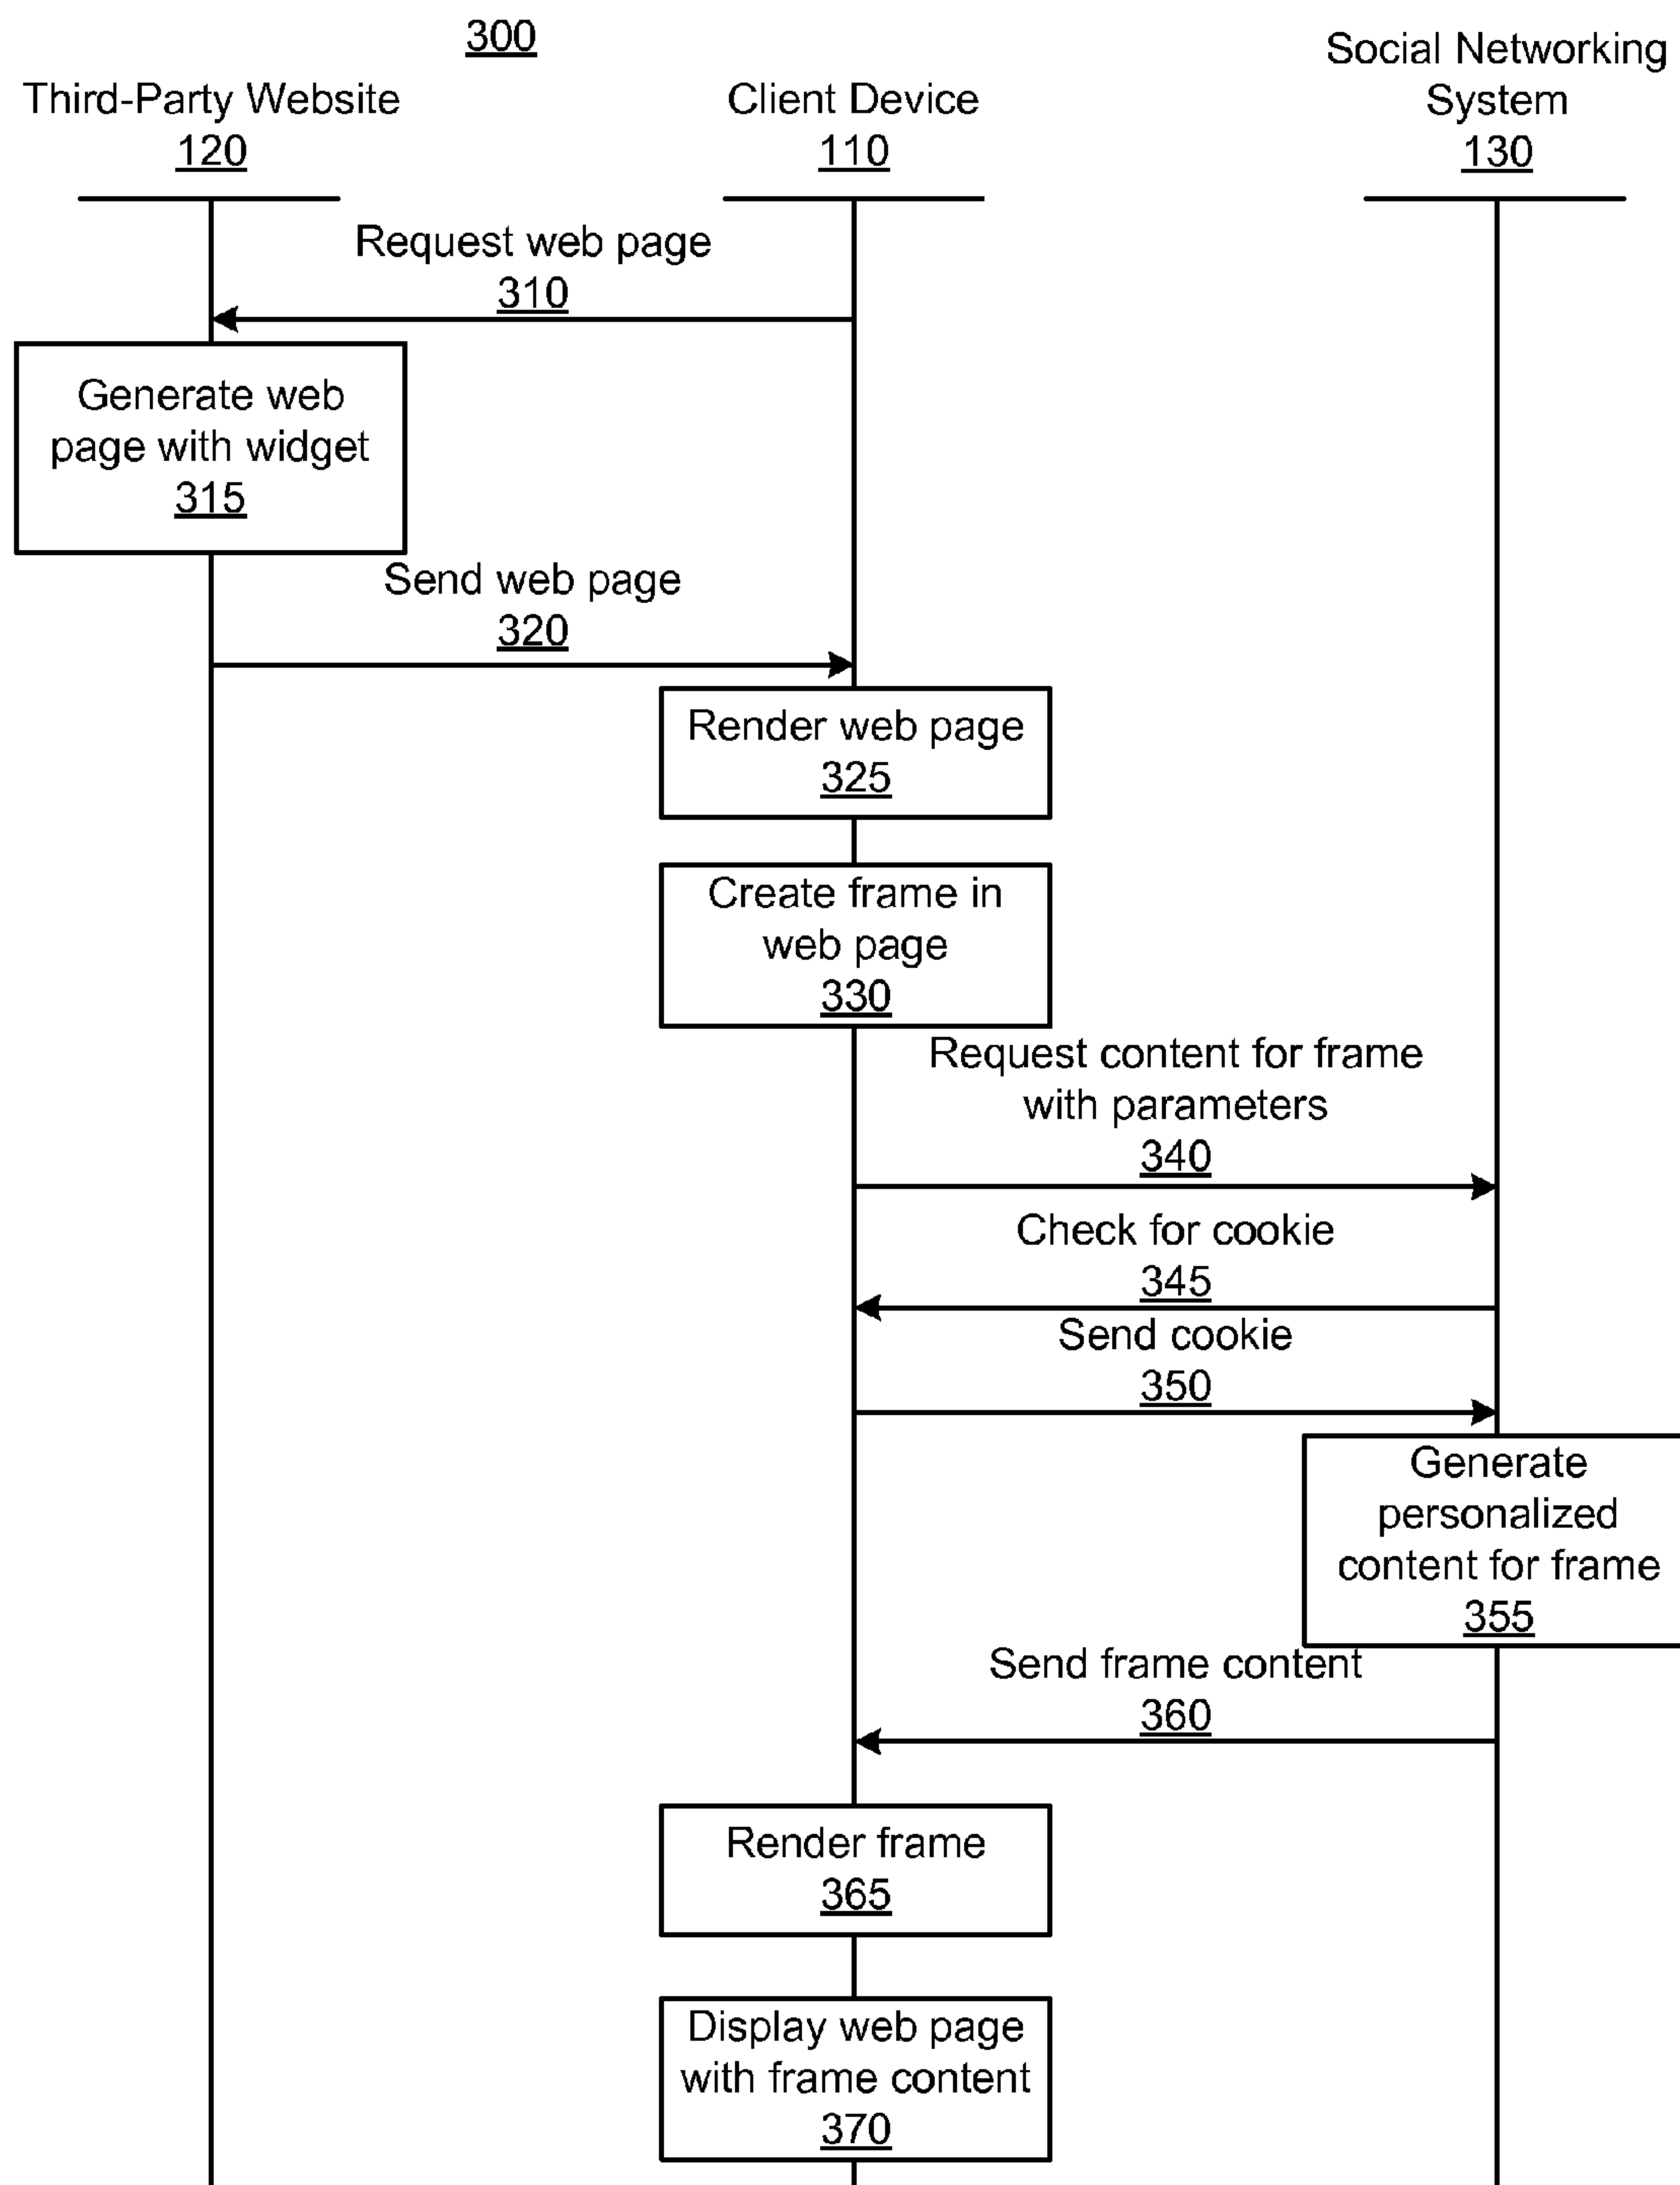 300
Third-Party Website
120
Client Device
110
Social Networking
System
130
Request web page
310
Generate web
page with widget
315
Send web page
320
Render web page
325
Create frame in
web page
330
Request content for frame
with parameters
340
Check for cookie
345
Send cookie
350
Generate
personalized
content for frame
355
Send frame content
360
Render frame
365
Display web page
with frame content
370